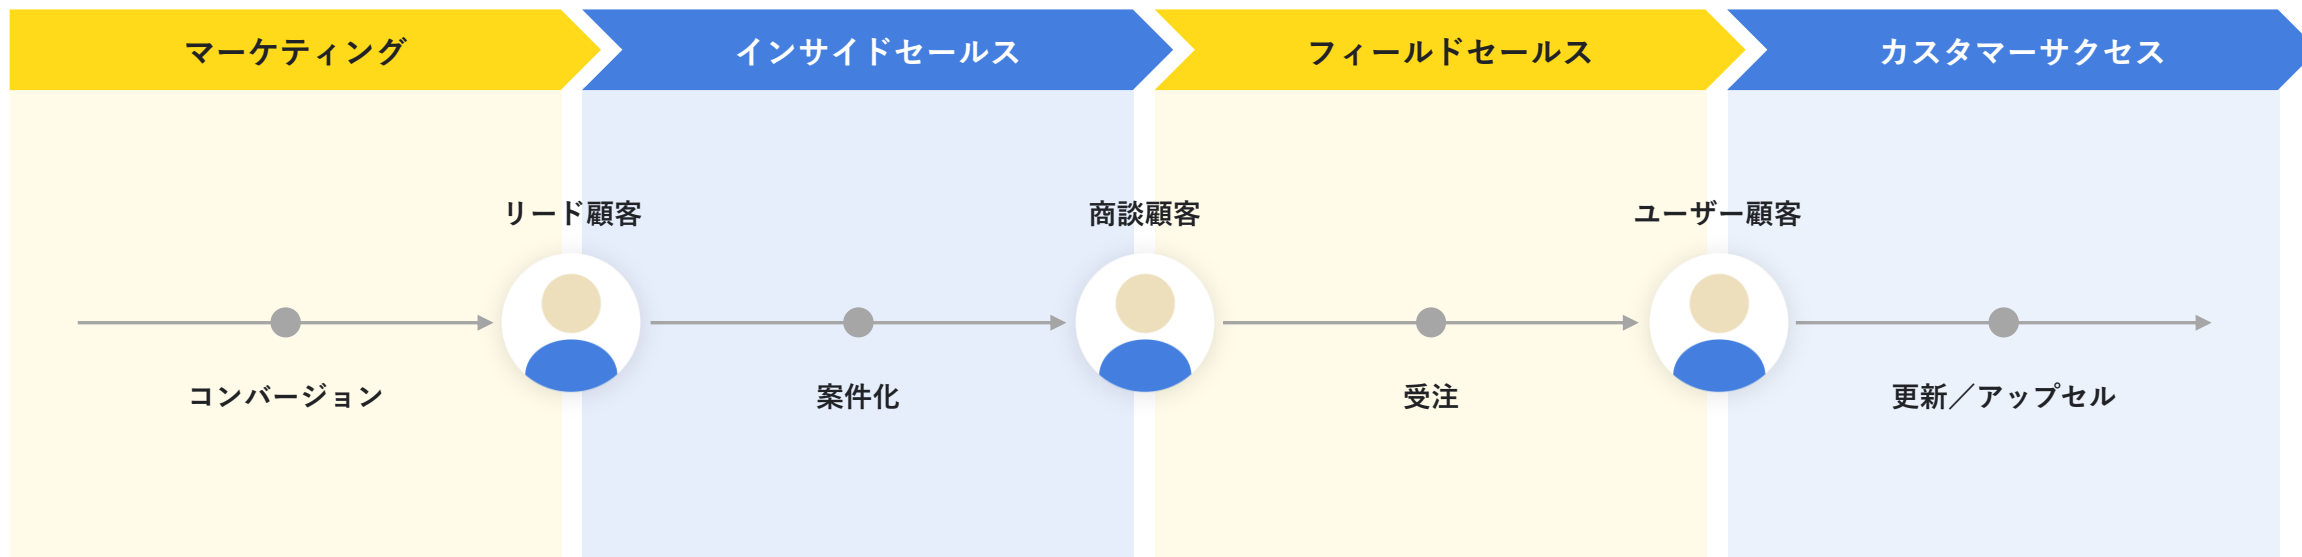 マーケティング
インサイドセールス
フィールドセールス
カスタマーサクセス
リード顧客
商談顧客
ユーザー顧客
コンバージョン
案件化
受注
更新／アップセル